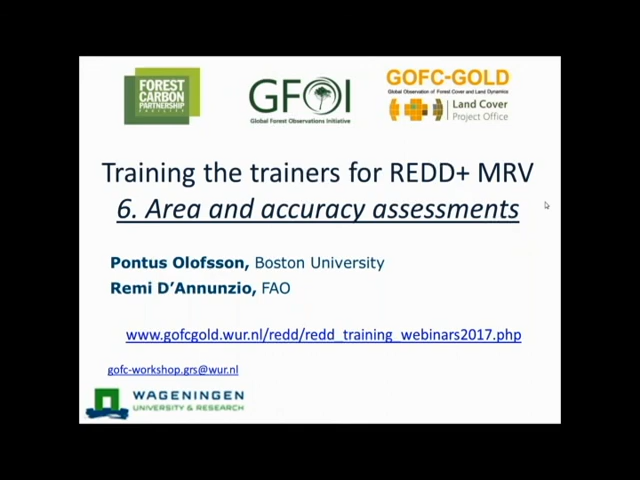 FOREST
CARBON
PARTNERSHIP
FACILITY
GFOI
Global Forest Observations Initiative
GOFC-GOLD
Global Observation of Forest Cover and Land Dynamics
Land Cover
Project Office
Training the trainers for REDD+ MRV
6. Area and accuracy assessments
Pontus Olofsson, Boston University
Remi D'Annunzio, FAO
www.gofcgold.wur.nl/redd/redd_training_webinars2017.php
gofc-workshop.grs@wur.nl
WAGENINGEN
UNIVERSITY & RESEARCH